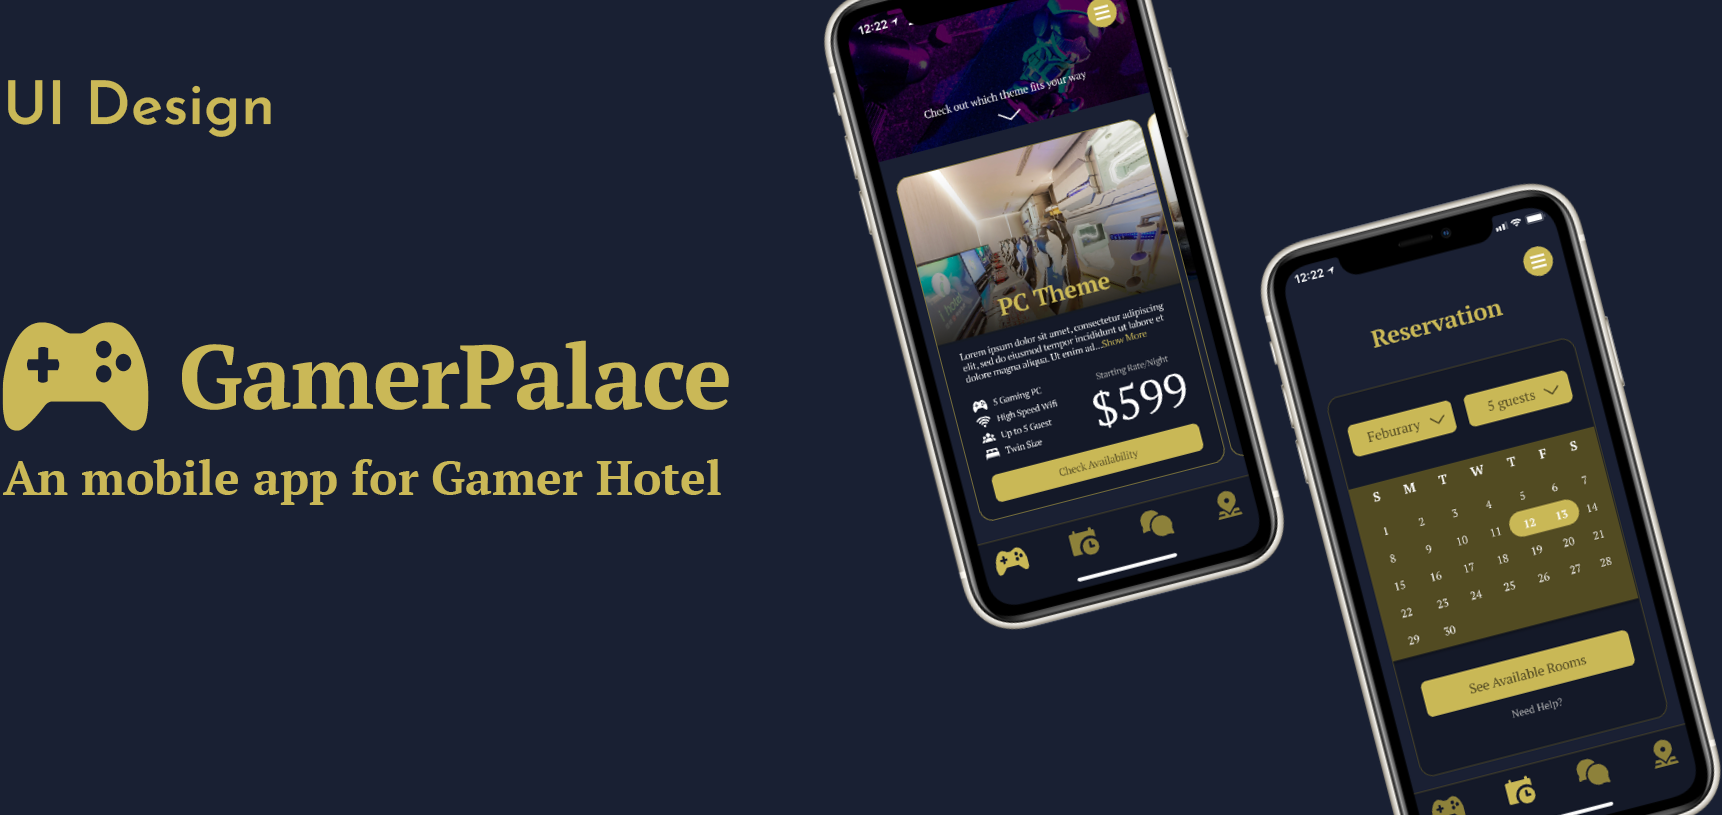 UI Design
GamerPalace
An mobile app for Gamer Hotel
12:22
Check out which theme fits your way
PC Theme
Lorem ipsum dolor sit amet, consectetur adipiscing
elit, sed do eiusmod tempor incididunt ut labore et
dolore magna aliqua. Ut enim ad...Show More
Starting Rate/Night
$599
5 Gaming PC
High Speed Wifi
Up to 5 Guest
Twin Size
Check Availability
12:22
Reservation
Feburary
5 guests
S M T W T F S
1 2 3 4 5 6 7
8 9 10 11 12 13 14
15 16 17 18 19 20 21
22 23 24 25 26 27 28
29 30
See Available Rooms
Need Help?